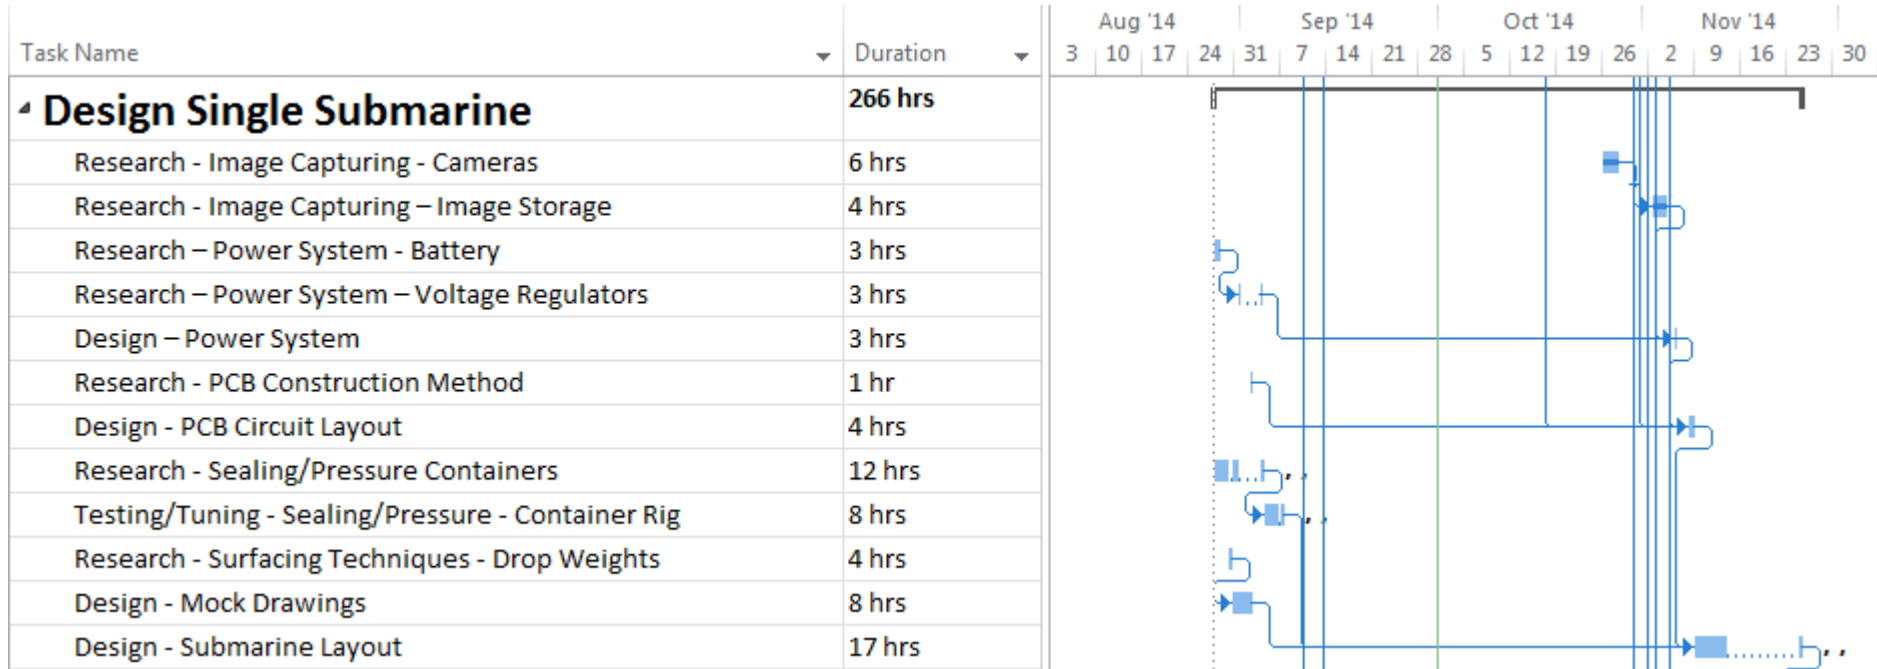 Aug '14 Sep '14 Oct '14 Nov '14
Task Name Duration 3 10 17 24 31 7 14 21 28 5 12 19 26 2 9 16 23 30
Design Single Submarine 266 hrs
Research - Image Capturing - Cameras 6 hrs
Research - Image Capturing – Image Storage 4 hrs
Research – Power System - Battery 3 hrs
Research – Power System – Voltage Regulators 3 hrs
Design – Power System 3 hrs
Research - PCB Construction Method 1 hr
Design - PCB Circuit Layout 4 hrs
Research - Sealing/Pressure Containers 12 hrs
Testing/Tuning - Sealing/Pressure - Container Rig 8 hrs
Research - Surfacing Techniques - Drop Weights 4 hrs
Design - Mock Drawings 8 hrs
Design - Submarine Layout 17 hrs